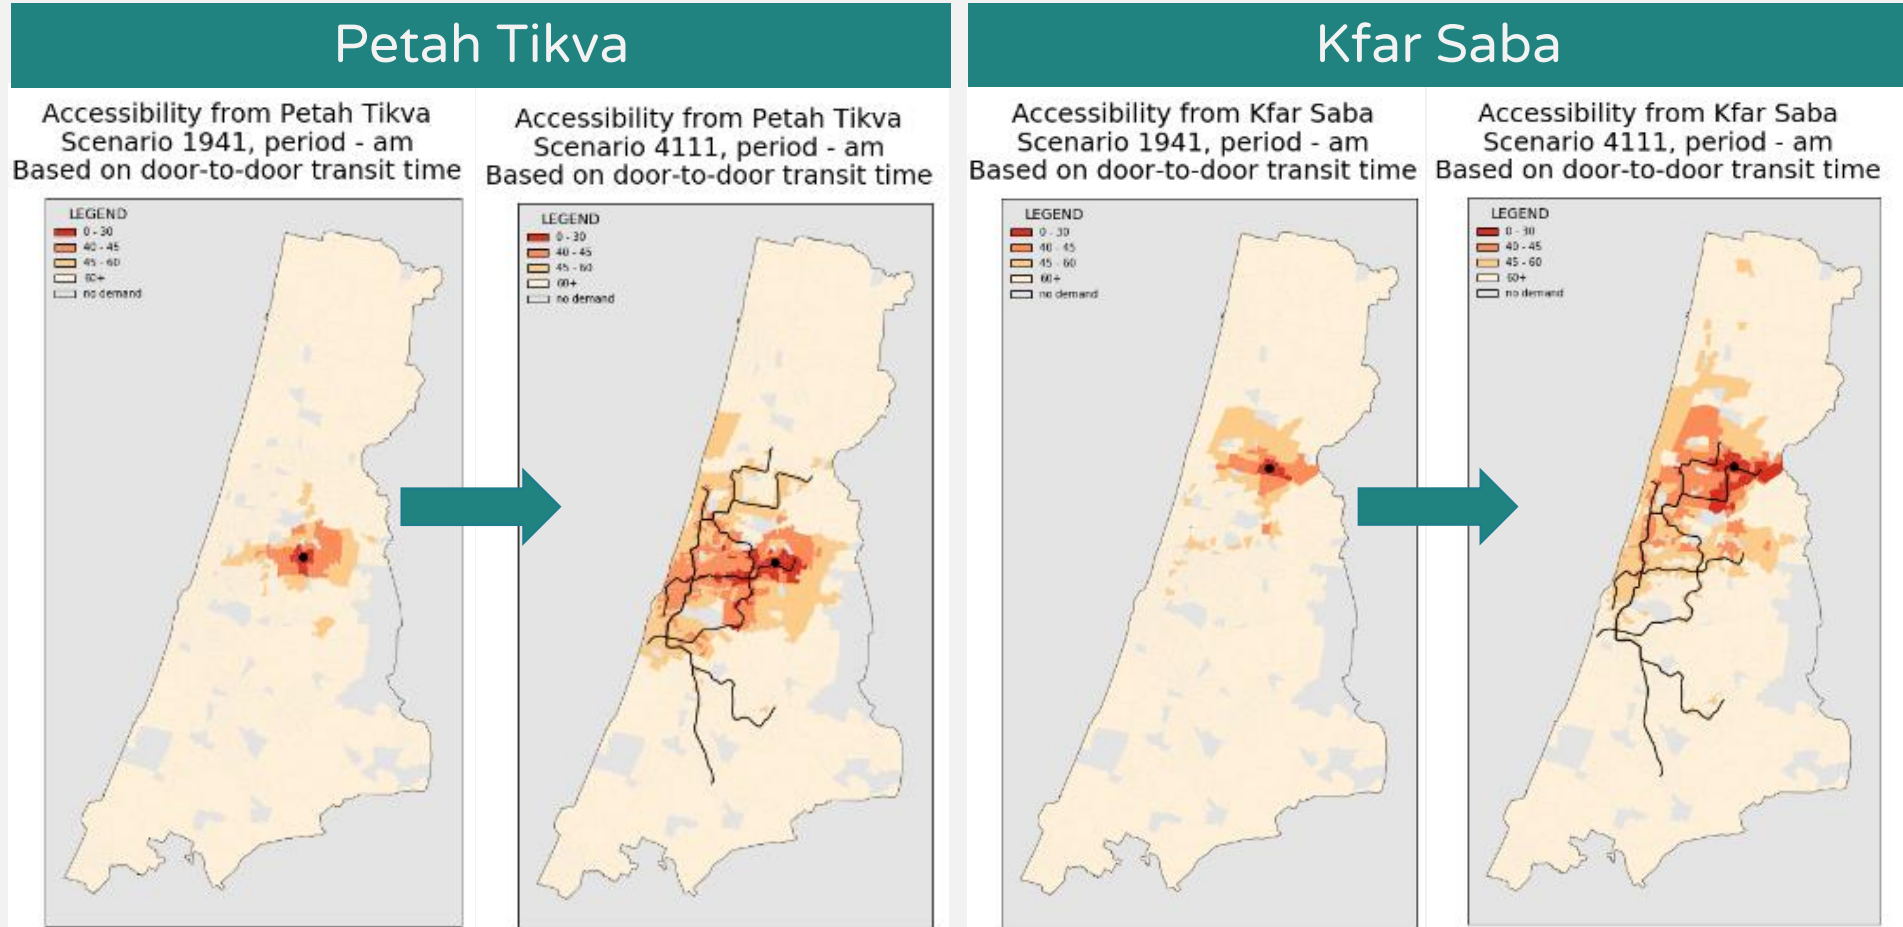 Petah Tikva
Accessibility from Petah Tikva
Scenario 1941, period - am
Based on door-to-door transit time
LEGEND
0 - 30
40 - 45
45 - 60
60+
no demand
Accessibility from Petah Tikva
Scenario 4111, period - am
Based on door-to-door transit time
LEGEND
0 - 30
40 - 45
45 - 60
60+
no demand
Kfar Saba
Accessibility from Kfar Saba
Scenario 1941, period - am
Based on door-to-door transit time
LEGEND
0 - 30
40 - 45
45 - 60
60+
no demand
Accessibility from Kfar Saba
Scenario 4111, period - am
Based on door-to-door transit time
LEGEND
0 - 30
40 - 45
45 - 60
60+
no demand